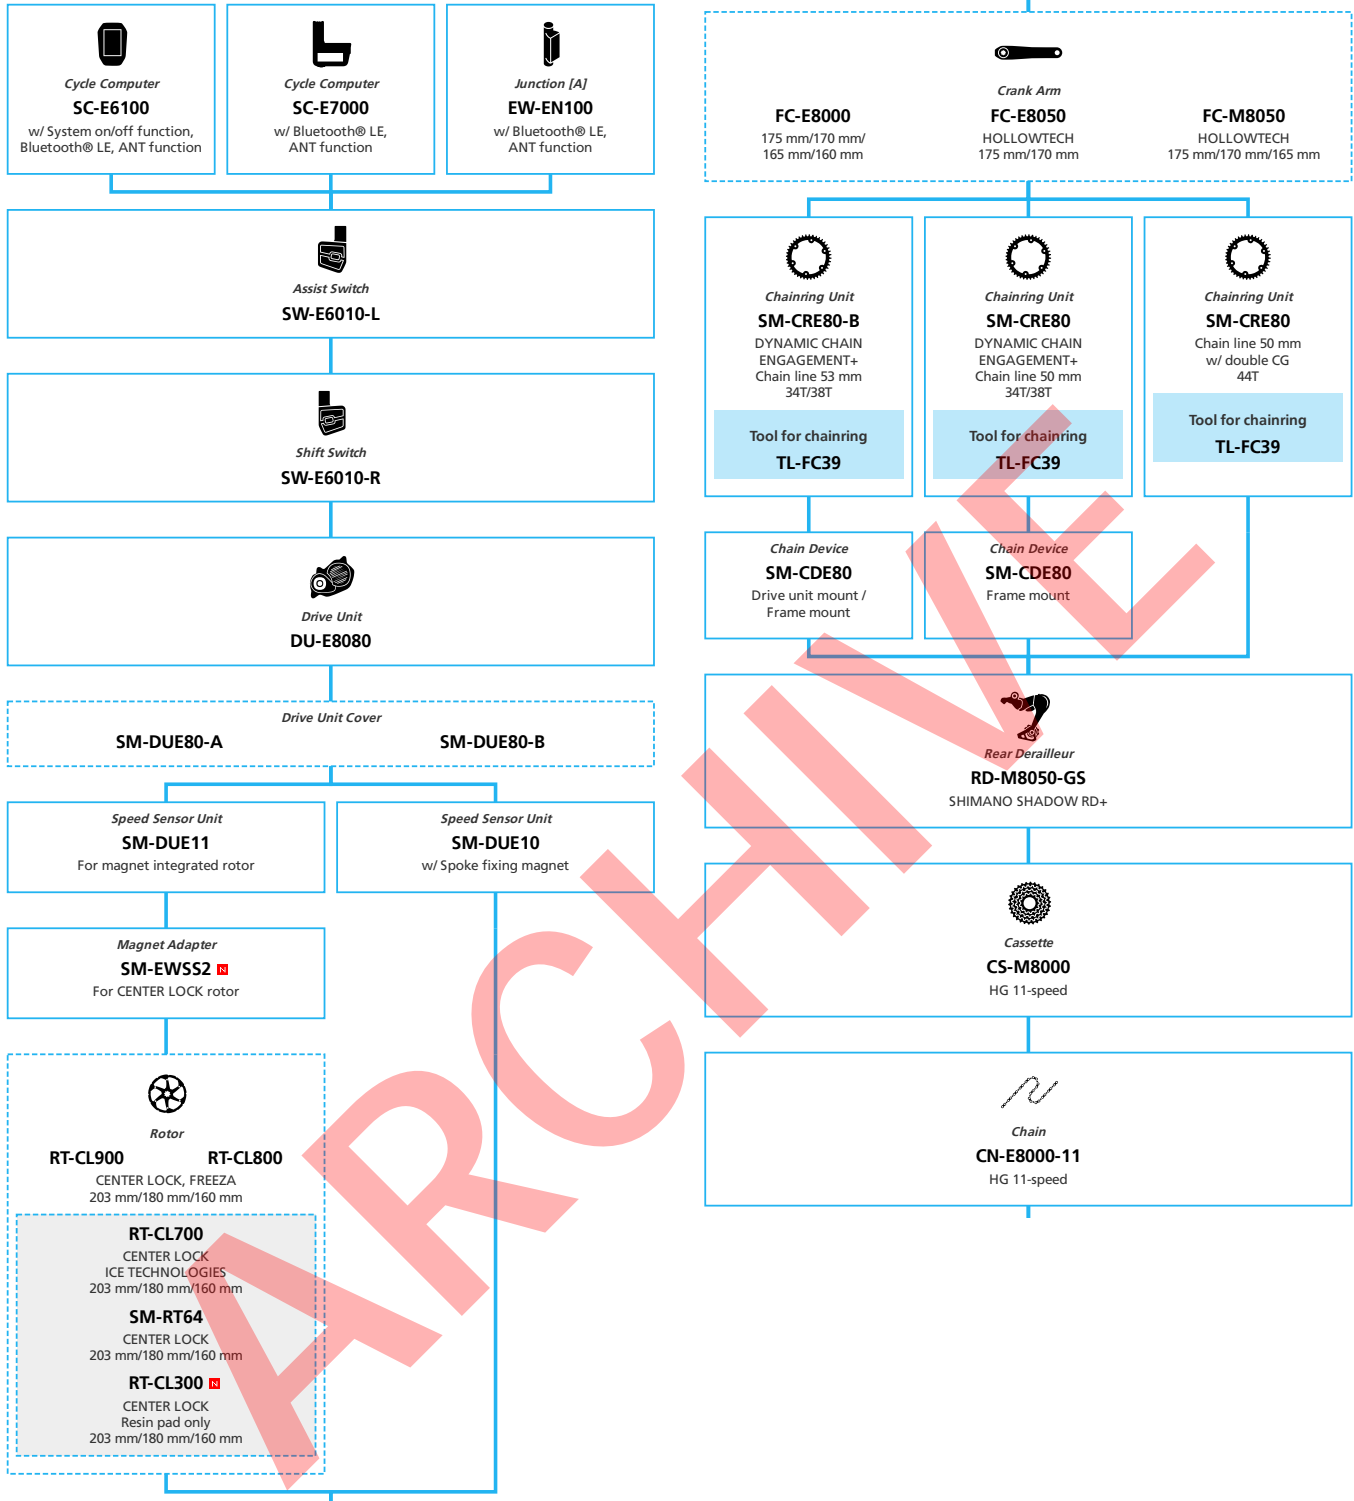 Cycle Computer
SC-E6100
w/ System on/off function,
Bluetooth® LE, ANT function
Cycle Computer
SC-E7000
w/ Bluetooth® LE,
ANT function
Junction [A]
EW-EN100
w/ Bluetooth® LE,
ANT function
Assist Switch
SW-E6010-L
Shift Switch
SW-E6010-R
Drive Unit
DU-E8080
Drive Unit Cover
SM-DUE80-A
SM-DUE80-B
Speed Sensor Unit
SM-DUE11
For magnet integrated rotor
Speed Sensor Unit
SM-DUE10
w/ Spoke fixing magnet
Magnet Adapter
SM-EWSS2 N
For CENTER LOCK rotor
Rotor
RT-CL900
RT-CL800
CENTER LOCK, FREEZA
203 mm/180 mm/160 mm
RT-CL700
CENTER LOCK
ICE TECHNOLOGIES
203 mm/180 mm/160 mm
SM-RT64
CENTER LOCK
203 mm/180 mm/160 mm
RT-CL300 N
CENTER LOCK
Resin pad only
203 mm/180 mm/160 mm
Crank Arm
FC-E8000
175 mm/170 mm/
165 mm/160 mm
FC-E8050
HOLLOWTECH
175 mm/170 mm
FC-M8050
HOLLOWTECH
175 mm/170 mm/165 mm
Chainring Unit
SM-CRE80-B
DYNAMIC CHAIN
ENGAGEMENT+
Chain line 53 mm
34T/38T
Tool for chainring
TL-FC39
Chainring Unit
SM-CRE80
DYNAMIC CHAIN
ENGAGEMENT+
Chain line 50 mm
34T/38T
Tool for chainring
TL-FC39
Chainring Unit
SM-CRE80
Chain line 50 mm
w/ double CG
44T
Tool for chainring
TL-FC39
Chain Device
SM-CDE80
Drive unit mount /
Frame mount
Chain Device
SM-CDE80
Frame mount
Rear Derailleur
RD-M8050-GS
SHIMANO SHADOW RD+
Cassette
CS-M8000
HG 11-speed
Chain
CN-E8000-11
HG 11-speed
ARCHIVE